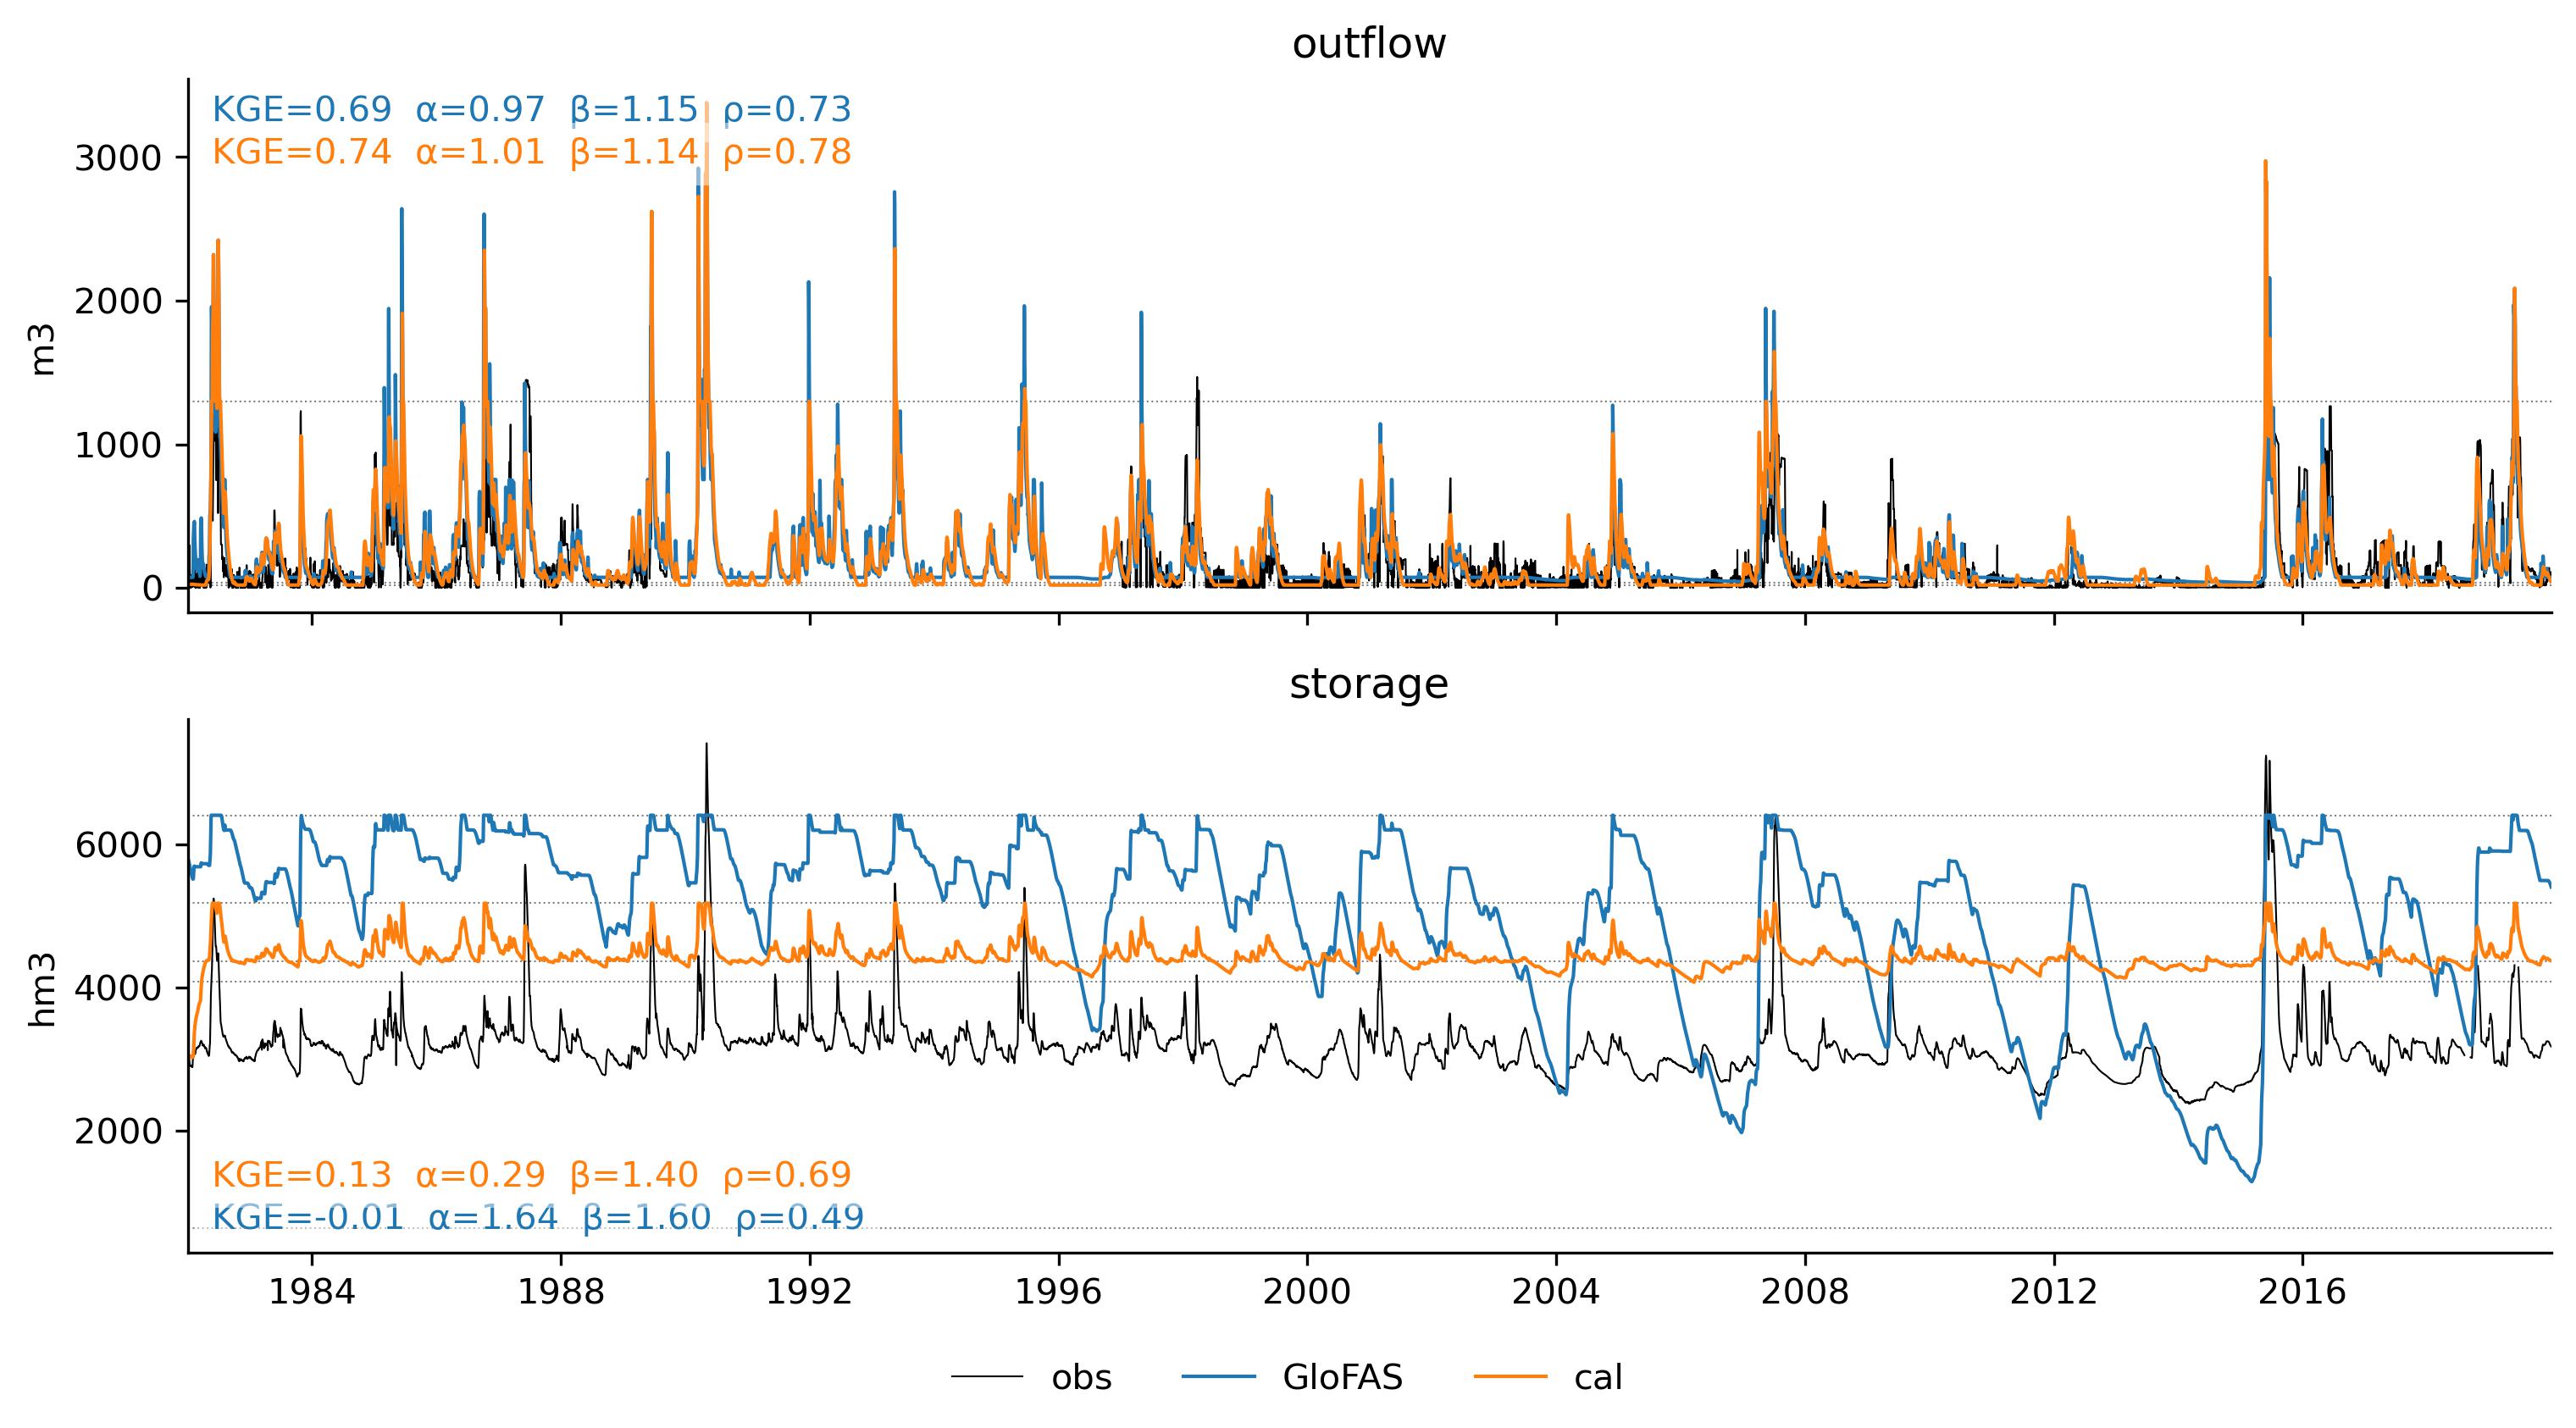 outflow
KGE=0.69 α=0.97 β=1.15 ρ=0.73
KGE=0.74 α=1.01 β=1.14 ρ=0.78
3000
2000
1000
0
m3
storage
6000
4000
2000
hm3
KGE=0.13 α=0.29 β=1.40 ρ=0.69
KGE=-0.01 α=1.64 β=1.60 ρ=0.49
1984 1988 1992 1996 2000 2004 2008 2012 2016
obs GloFAS cal